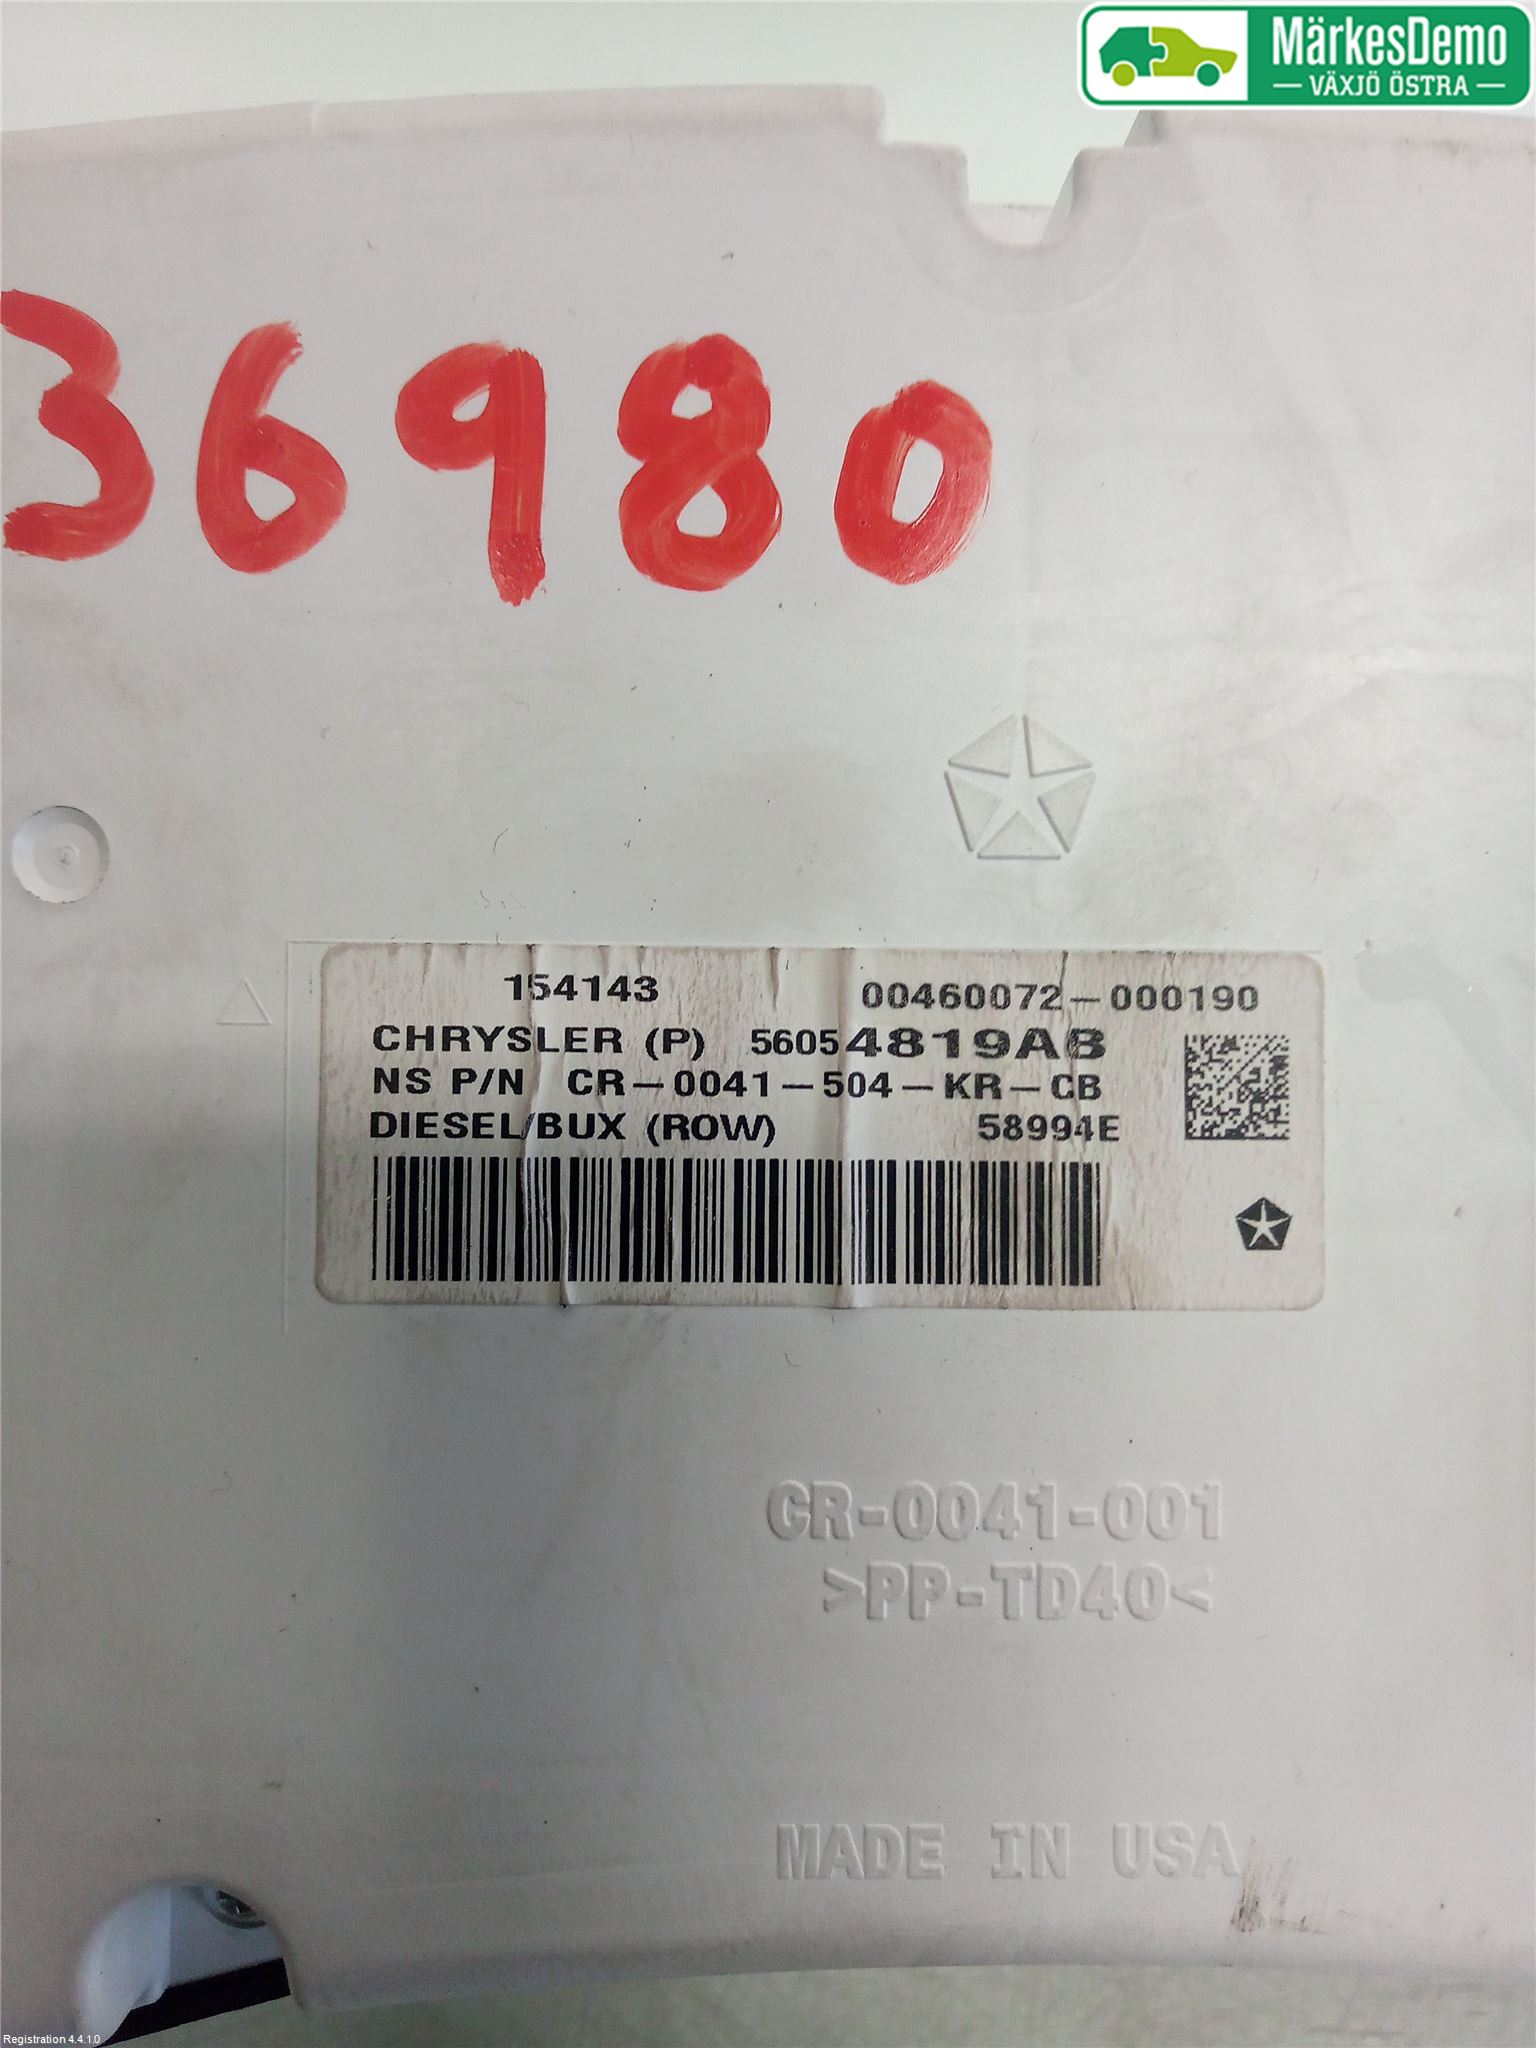 MärkesDemo
VÄXJÖ ÖSTRA
36980
154143 00460072-000190
CHRYSLER (P) 56054819AB
NS P/N CR-0041-504-KR-CB
DIESEL/BUX (ROW) 58994E
CR-0041-001
>PP-TD40<
MADE IN USA
Registration 4.4.1.0